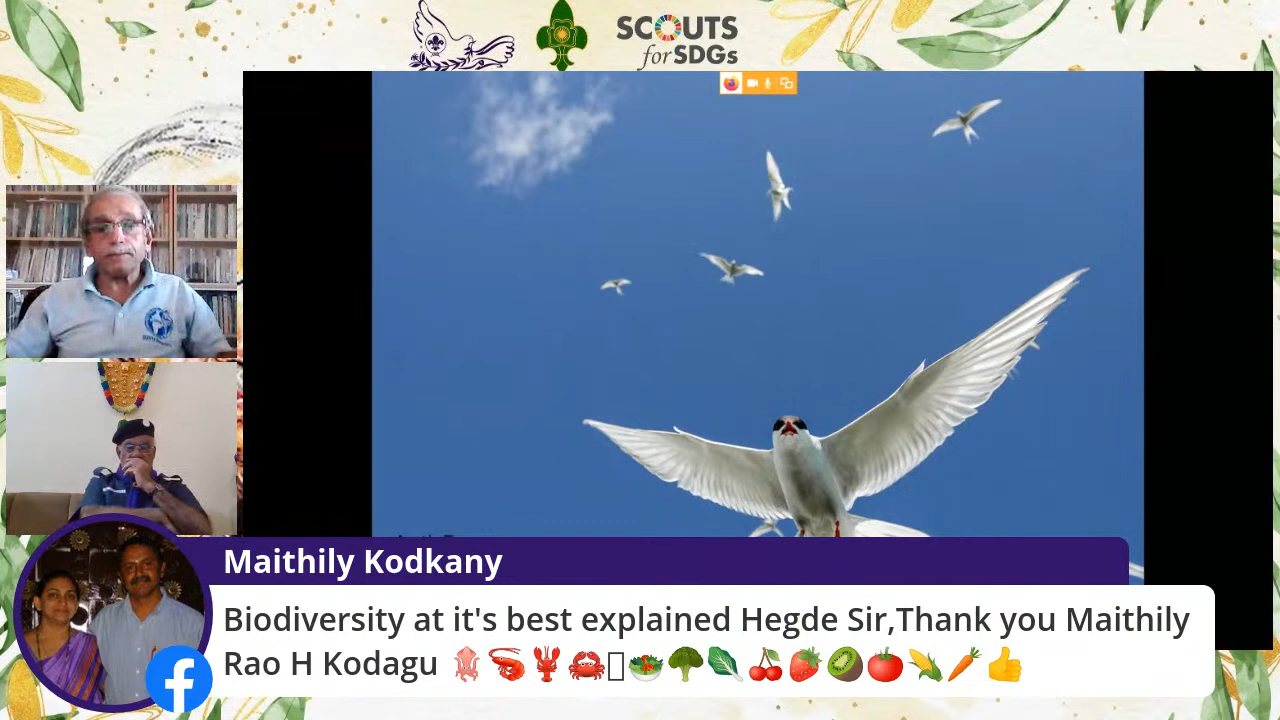 SCOUTS
for SDGs
Maithily Kodkany
Biodiversity at it's best explained Hegde Sir,Thank you Maithily
Rao H Kodagu 🦑🦐🦞🦀🥗🥦🥬🍒🍓🥝🍅🌽🥕👍